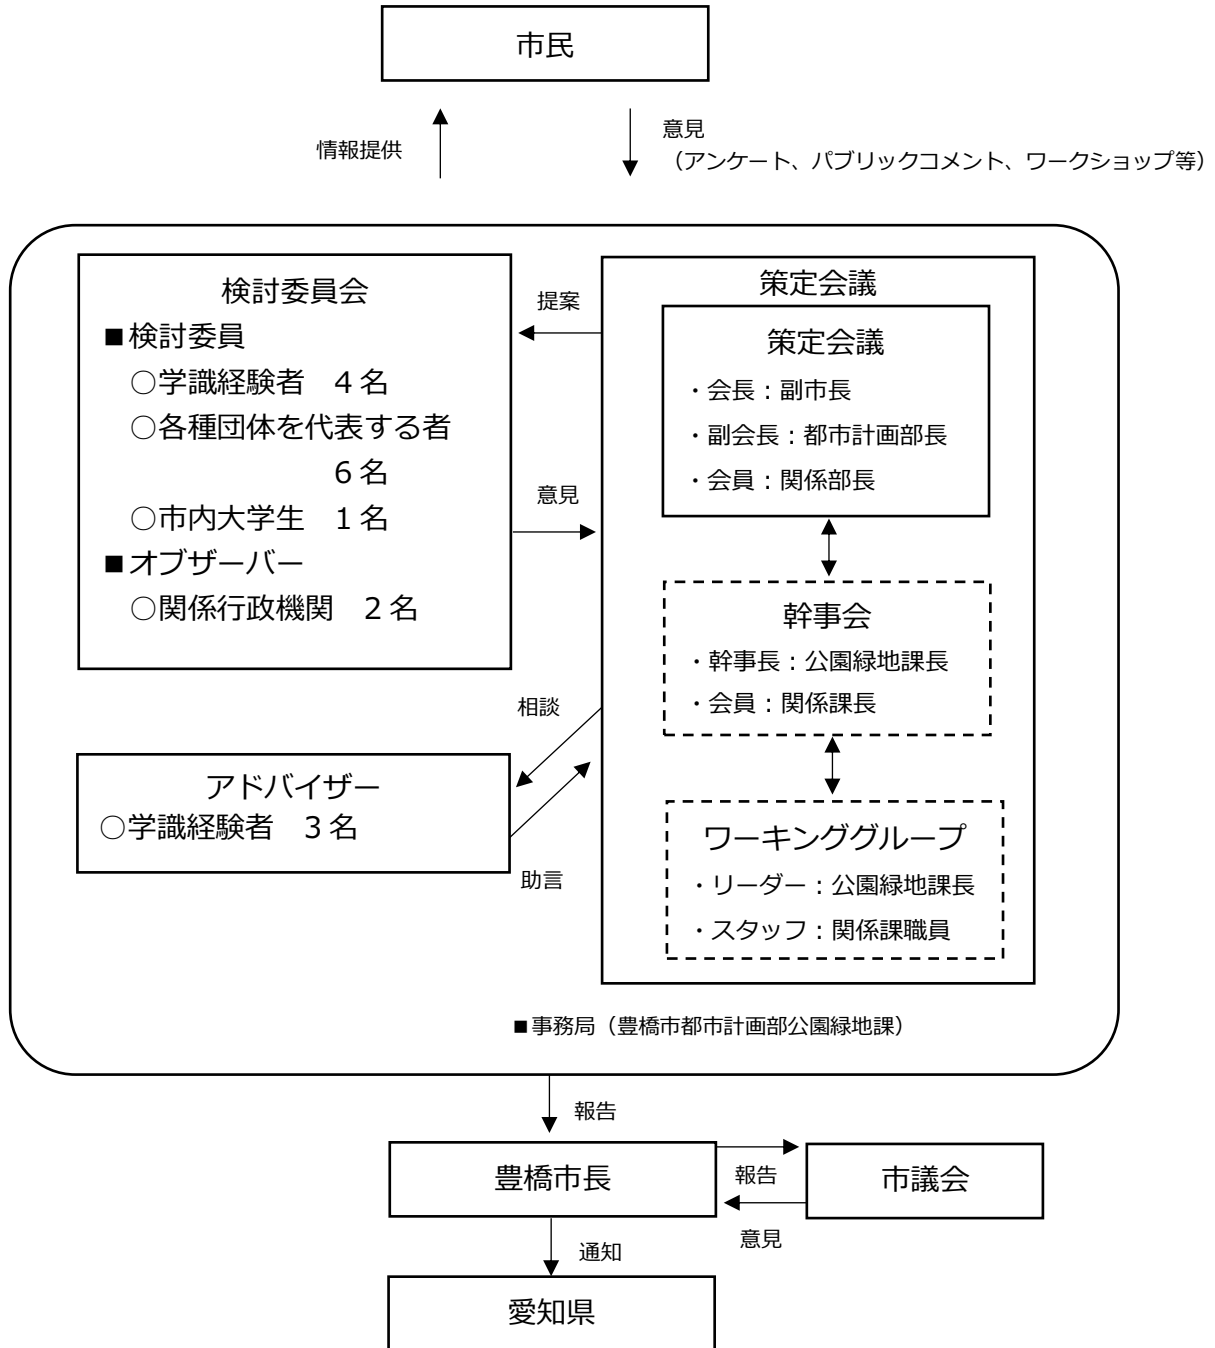 市民
情報提供
意見
（アンケート、パブリックコメント、ワークショップ等）
検討委員会
■検討委員
○学識経験者　４名
○各種団体を代表する者
６名
○市内大学生　１名
■オブザーバー
○関係行政機関　２名
提案
意見
策定会議
策定会議
・会長：副市長
・副会長：都市計画部長
・会員：関係部長
幹事会
・幹事長：公園緑地課長
・会員：関係課長
相談
アドバイザー
○学識経験者　３名
助言
ワーキンググループ
・リーダー：公園緑地課長
・スタッフ：関係課職員
■事務局（豊橋市都市計画部公園緑地課）
報告
豊橋市長
報告
意見
市議会
通知
愛知県